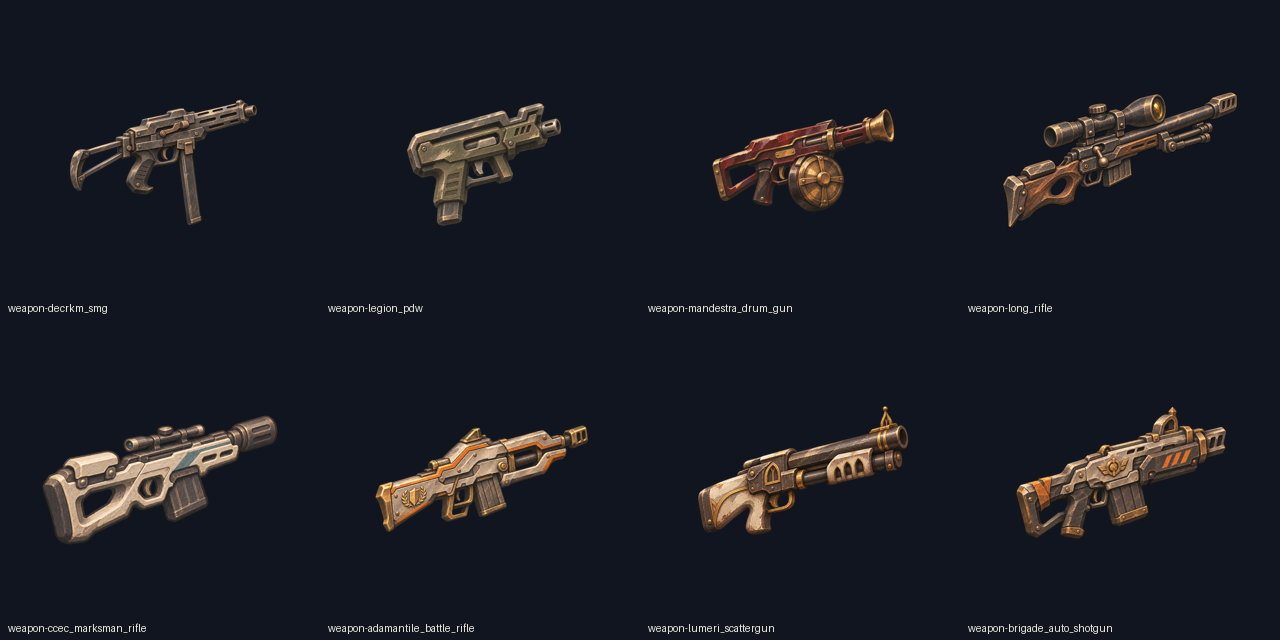 weapon-decrkm_smg
weapon-legion_pdw
weapon-mandestra_drum_gun
weapon-long_rifle
weapon-ccec_marksman_rifle
weapon-adamantile_battle_rifle
weapon-lumeri_scattergun
weapon-brigade_auto_shotgun